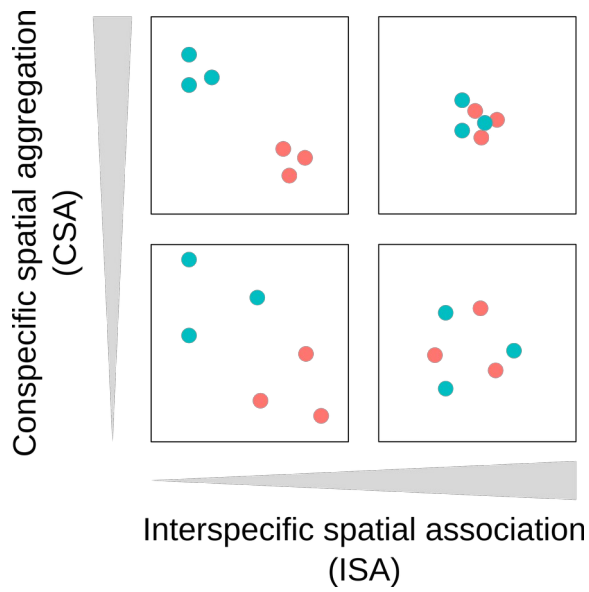 Conspecific spatial aggregation
(CSA)
Interspecific spatial association
(ISA)